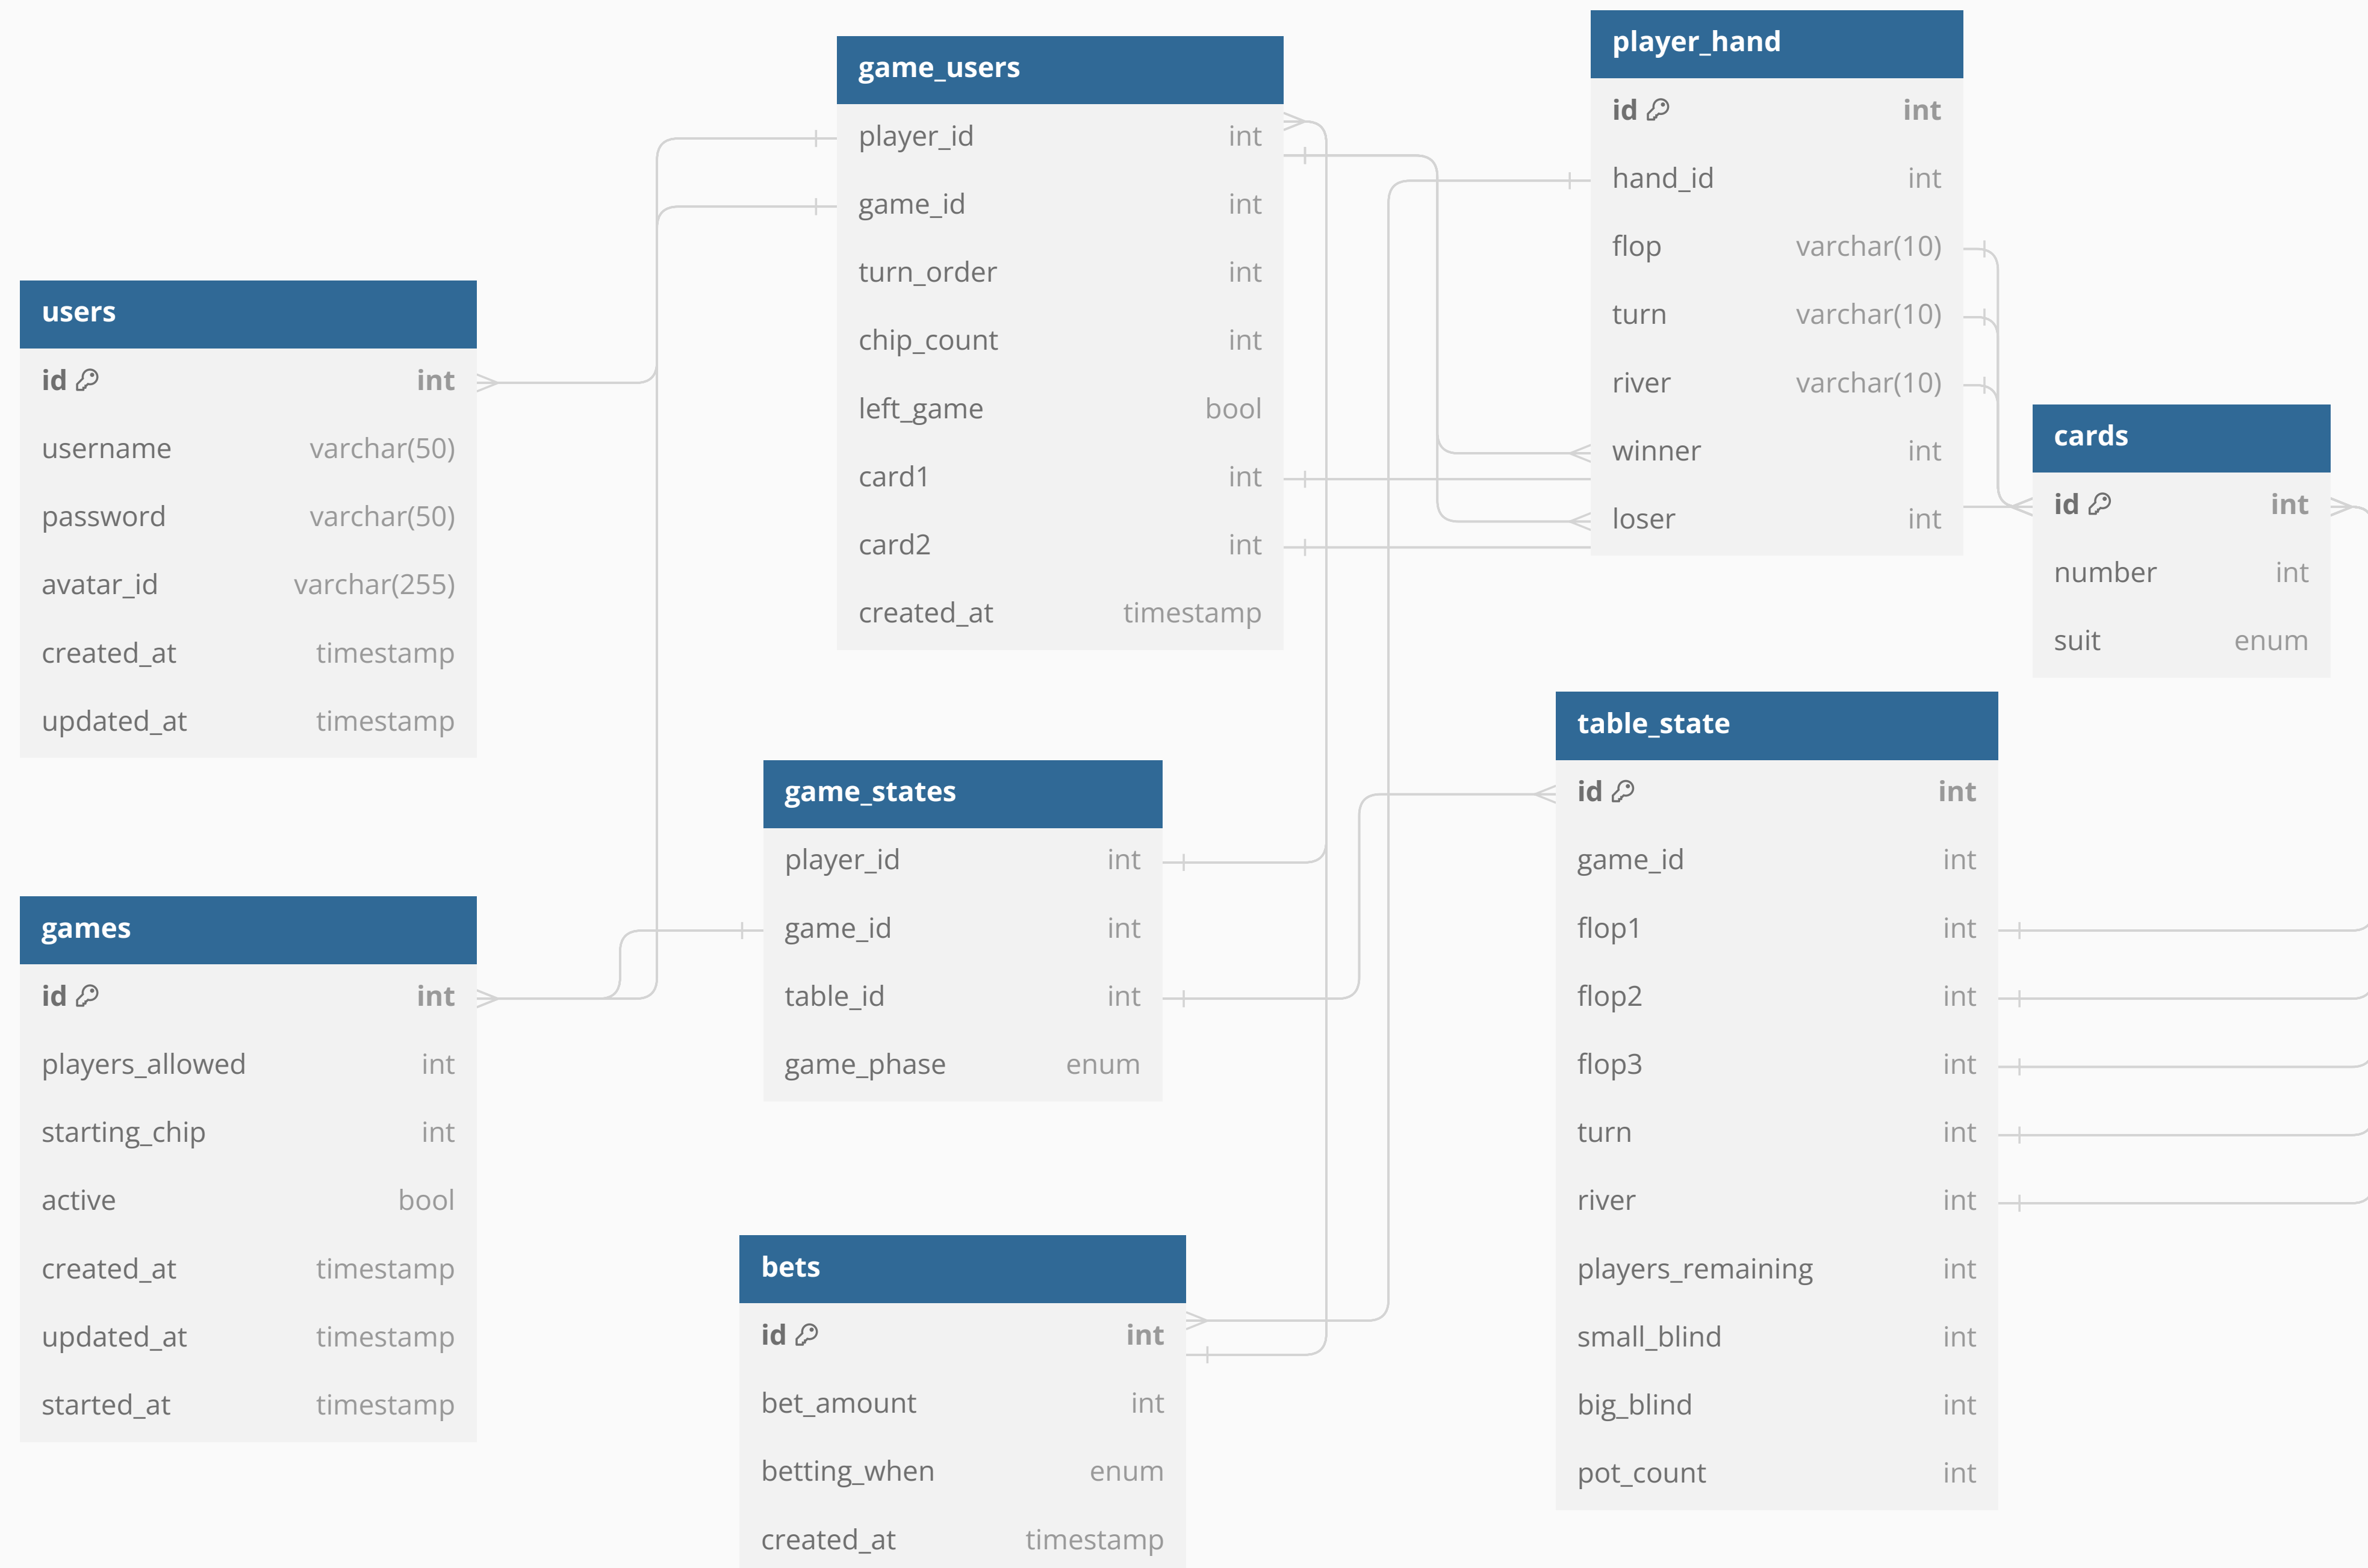 users
id int
username varchar(50)
password varchar(50)
avatar_id varchar(255)
created_at timestamp
updated_at timestamp
games
id int
players_allowed int
starting_chip int
active bool
created_at timestamp
updated_at timestamp
started_at timestamp
game_users
player_id int
game_id int
turn_order int
chip_count int
left_game bool
card1 int
card2 int
created_at timestamp
game_states
player_id int
game_id int
table_id int
game_phase enum
bets
id int
bet_amount int
betting_when enum
created_at timestamp
player_hand
id int
hand_id int
flop varchar(10)
turn varchar(10)
river varchar(10)
winner int
loser int
table_state
id int
game_id int
flop1 int
flop2 int
flop3 int
turn int
river int
players_remaining int
small_blind int
big_blind int
pot_count int
cards
id int
number int
suit enum